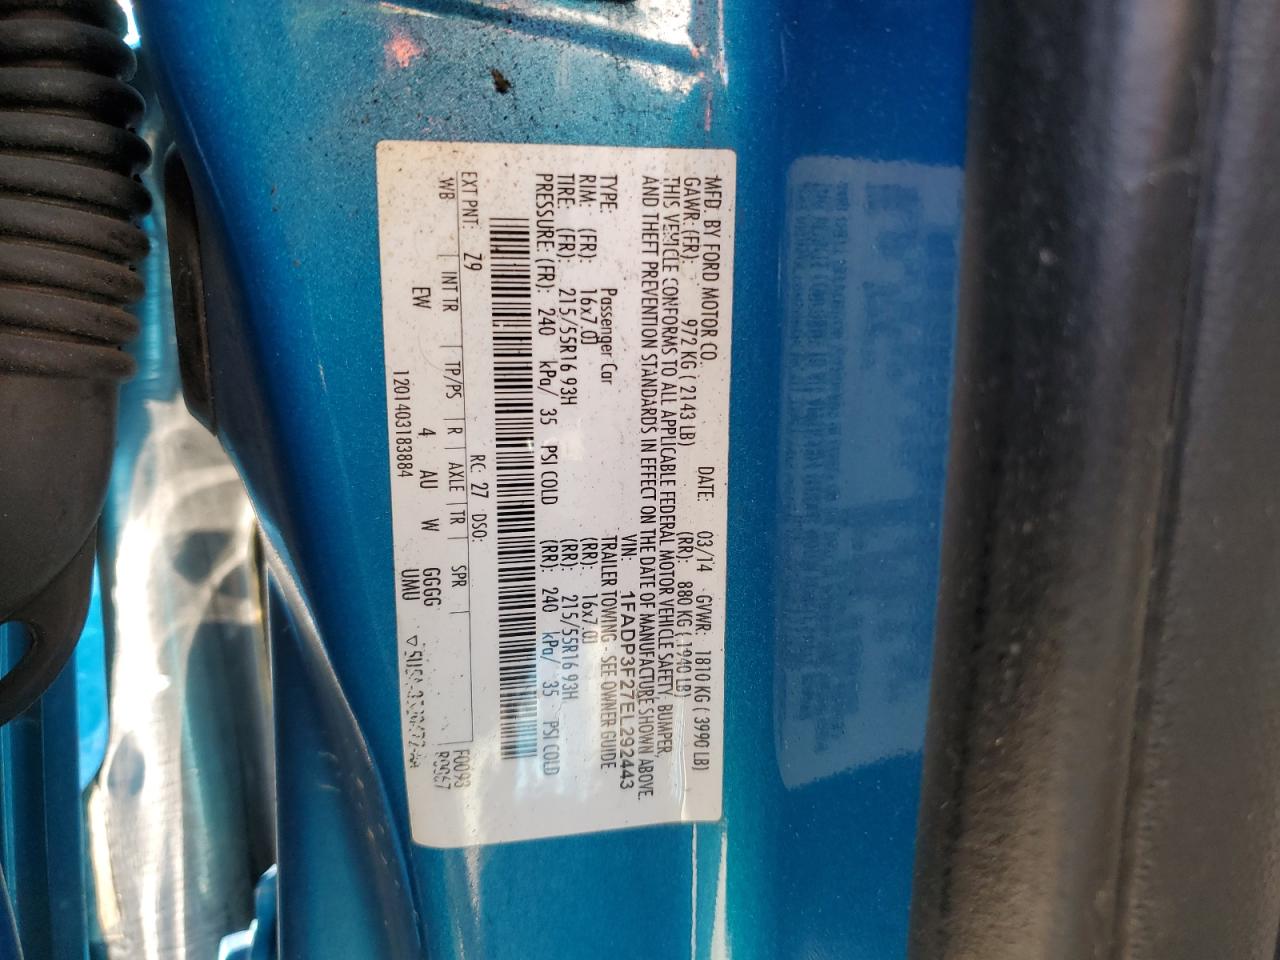 MFD. BY FORD MOTOR CO. DATE: 03/14 GVWR: 1810 KG ( 3990 LB)
GAWR: (FR): 972 KG ( 2143 LB) (RR): 880 KG ( 1940 LB)
THIS VEHICLE CONFORMS TO ALL APPLICABLE FEDERAL MOTOR VEHICLE SAFETY, BUMPER,
AND THEFT PREVENTION STANDARDS IN EFFECT ON THE DATE OF MANUFACTURE SHOWN ABOVE.
VIN: 1FADP3F27EL292443
TYPE: Passenger Car TRAILER TOWING - SEE OWNER GUIDE
RIM: (FR): 16x7.0J (RR): 16x7.0J
TIRE: (FR): 215/55R16 93H (RR): 215/55R16 93H
PRESSURE: (FR): 240 kPa/ 35 PSI COLD (RR): 240 kPa/ 35 PSI COLD
EXT PNT: Z9 RC: 27 DSO: F0093
WB INT TR TP/PS R AXLE TR SPR
EW 4 AU W GGGG
1201403183884 UMU